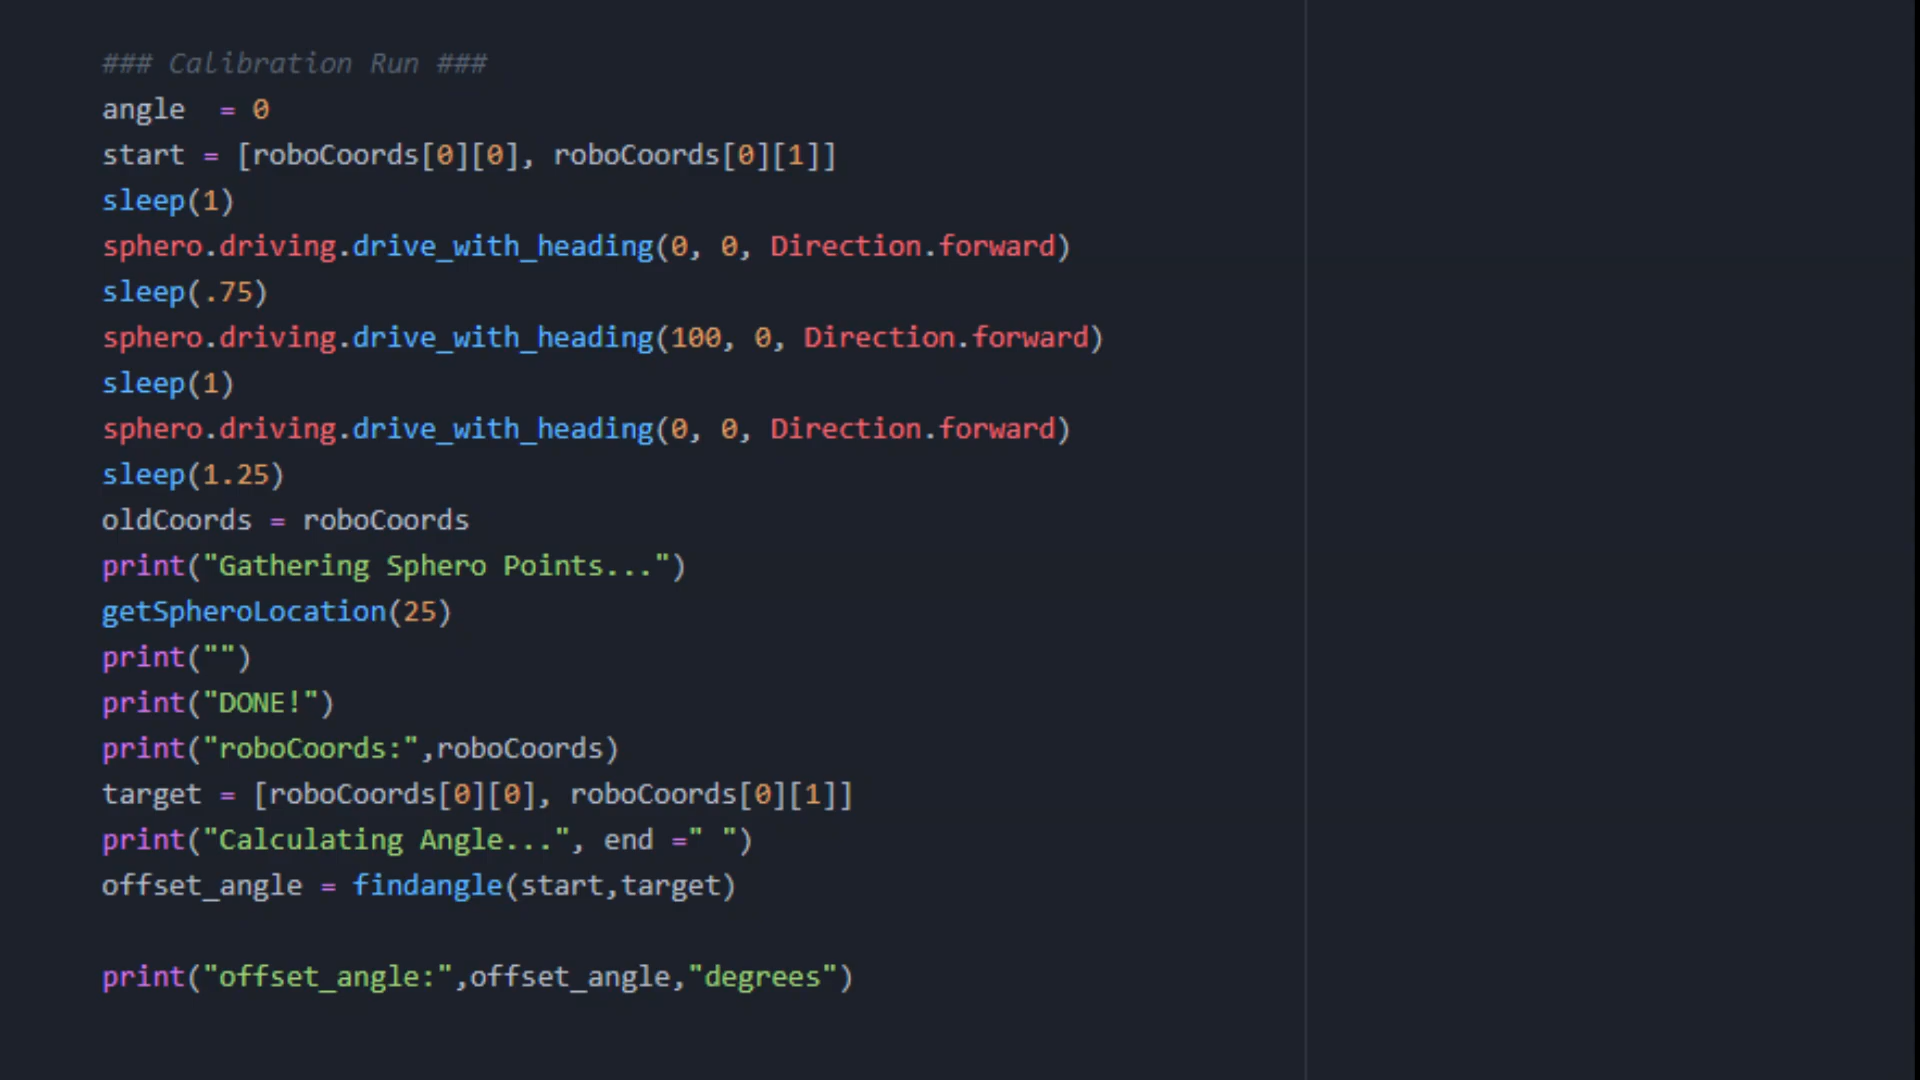 ### Calibration Run ###
angle  = 0
start = [roboCoords[0][0], roboCoords[0][1]]
sleep(1)
sphero.driving.drive_with_heading(0, 0, Direction.forward)
sleep(.75)
sphero.driving.drive_with_heading(100, 0, Direction.forward)
sleep(1)
sphero.driving.drive_with_heading(0, 0, Direction.forward)
sleep(1.25)
oldCoords = roboCoords
print("Gathering Sphero Points...")
getSpheroLocation(25)
print("")
print("DONE!")
print("roboCoords:",roboCoords)
target = [roboCoords[0][0], roboCoords[0][1]]
print("Calculating Angle...", end =" ")
offset_angle = findangle(start,target)
print("offset_angle:",offset_angle,"degrees")